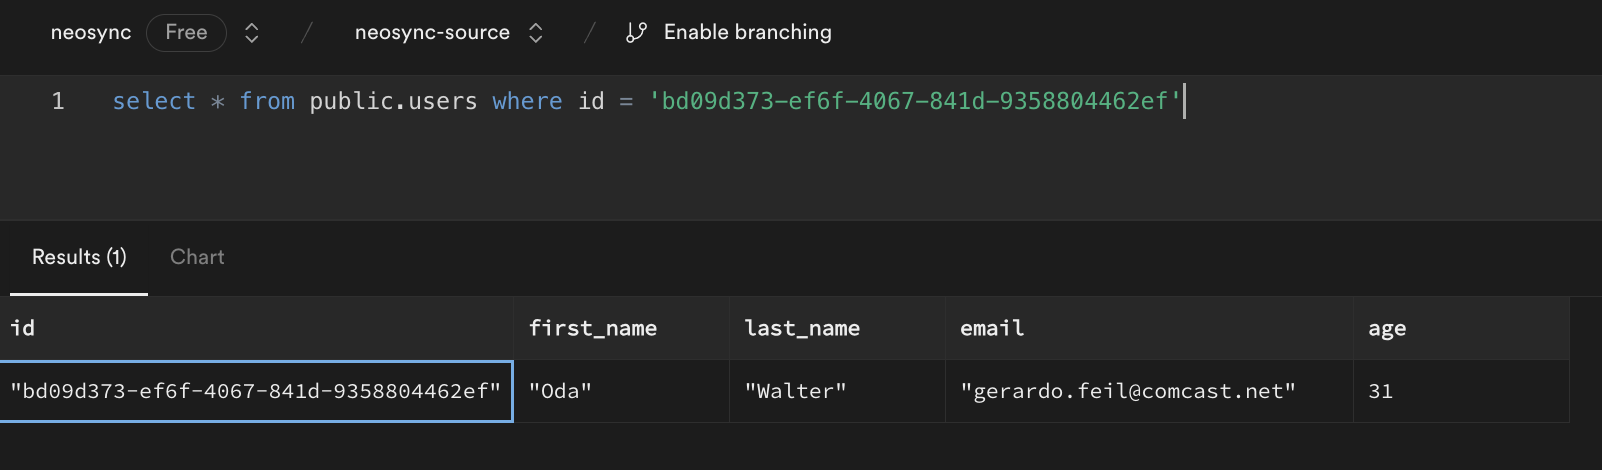 neosync Free / neosync-source / Enable branching
1 select * from public.users where id = 'bd09d373-ef6f-4067-841d-9358804462ef'
Results (1) Chart
id first_name last_name email age
"bd09d373-ef6f-4067-841d-9358804462ef" "Oda" "Walter" "gerardo.feil@comcast.net" 31